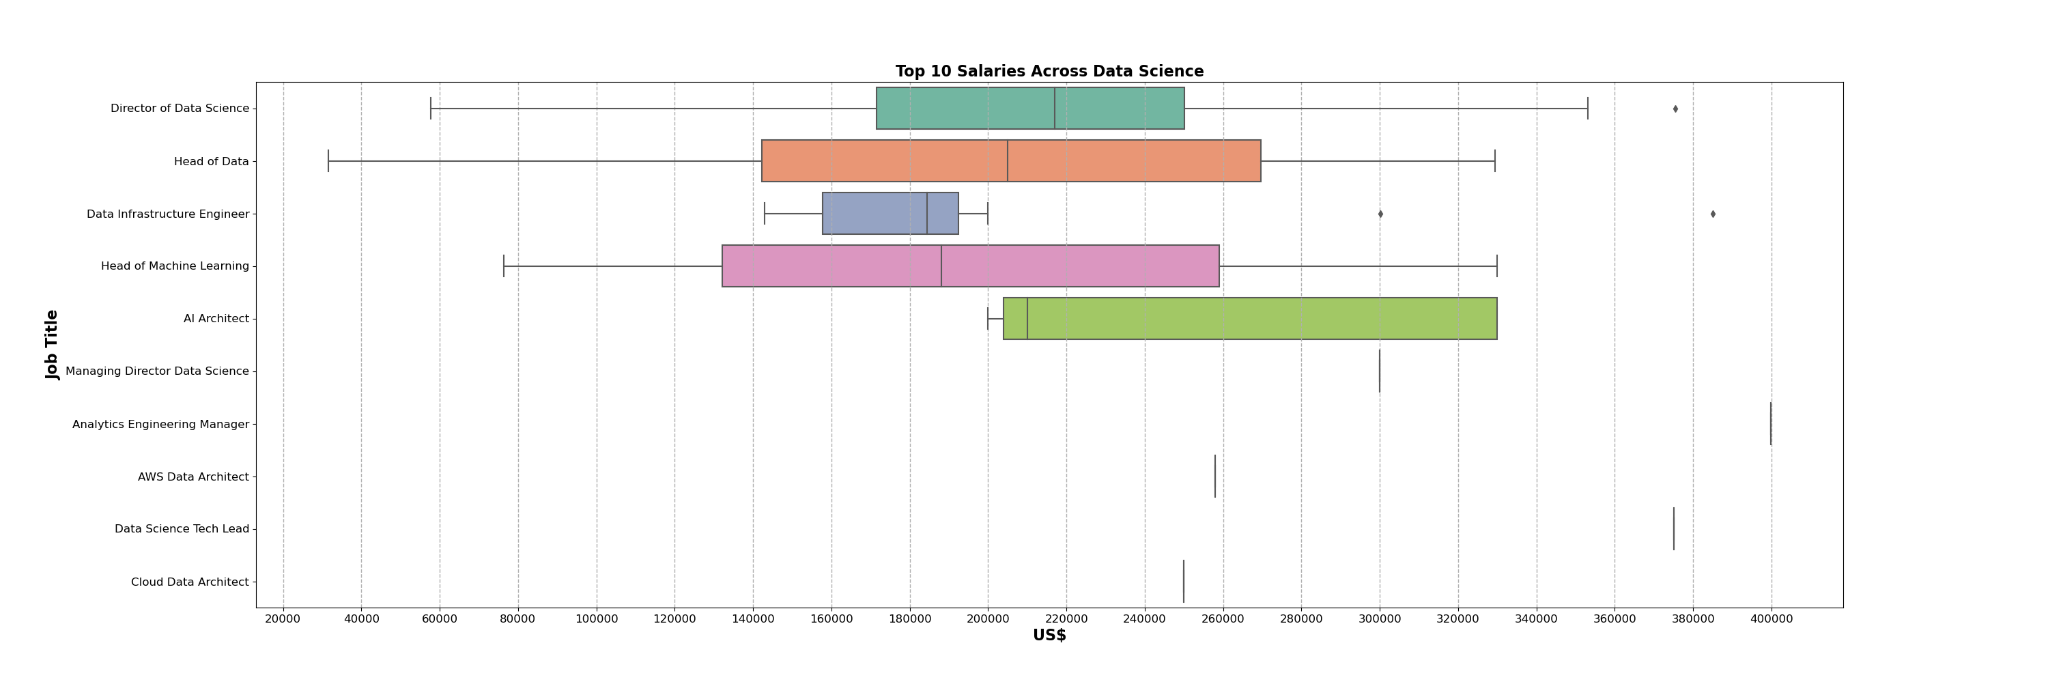 Top 10 Salaries Across Data Science
Job Title
Director of Data Science
Head of Data
Data Infrastructure Engineer
Head of Machine Learning
AI Architect
Managing Director Data Science
Analytics Engineering Manager
AWS Data Architect
Data Science Tech Lead
Cloud Data Architect
20000 40000 60000 80000 100000 120000 140000 160000 180000 200000 220000 240000 260000 280000 300000 320000 340000 360000 380000 400000
US$